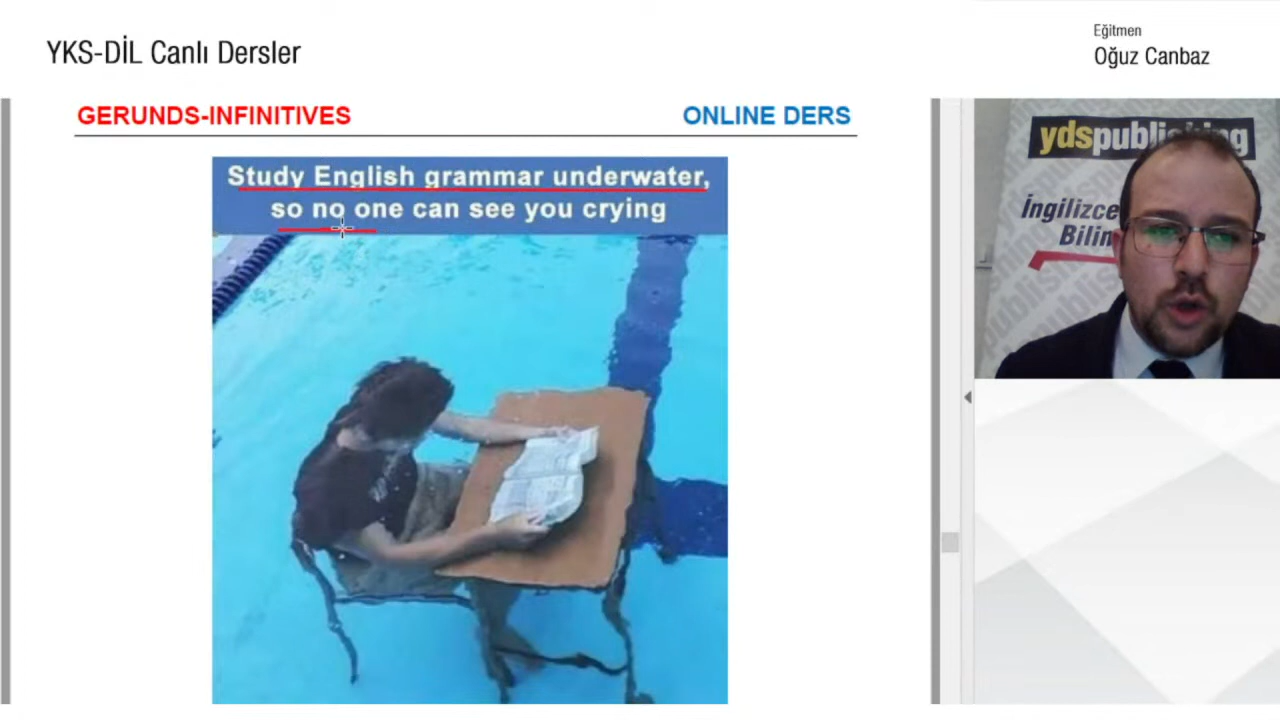 YKS-DİL Canlı Dersler
Eğitmen
Oğuz Canbaz
GERUNDS-INFINITIVES
ONLINE DERS
Study English grammar underwater,
so no one can see you crying
ydspublishing
İngilizce